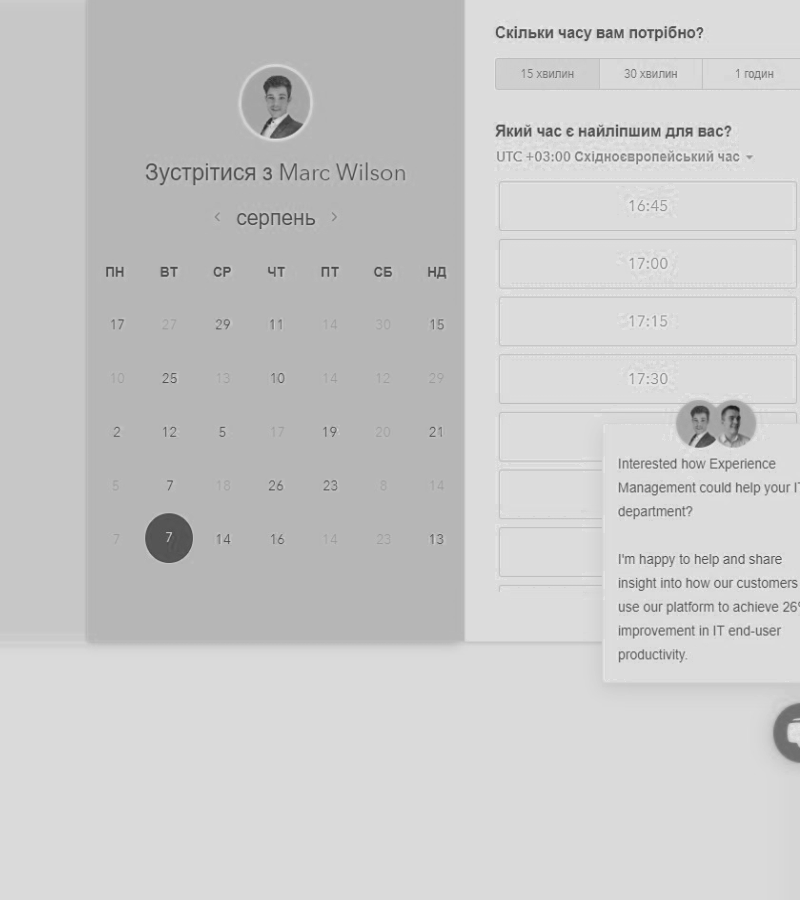 Зустрітися з Marc Wilson
серпень
ПН ВТ СР ЧТ ПТ СБ НД
17 27 29 11 14 30 15
10 25 13 10 14 12 29
2 12 5 17 19 20 21
5 7 18 26 23 8 14
7 7 14 16 14 23 13
Скільки часу вам потрібно?
15 хвилин 30 хвилин 1 годин
Який час є найліпшим для вас?
UTC +03:00 Східноєвропейський час
16:45
17:00
17:15
17:30
Interested how Experience
Management could help your IT
department?
I'm happy to help and share
insight into how our customers
use our platform to achieve 26%
improvement in IT end-user
productivity.